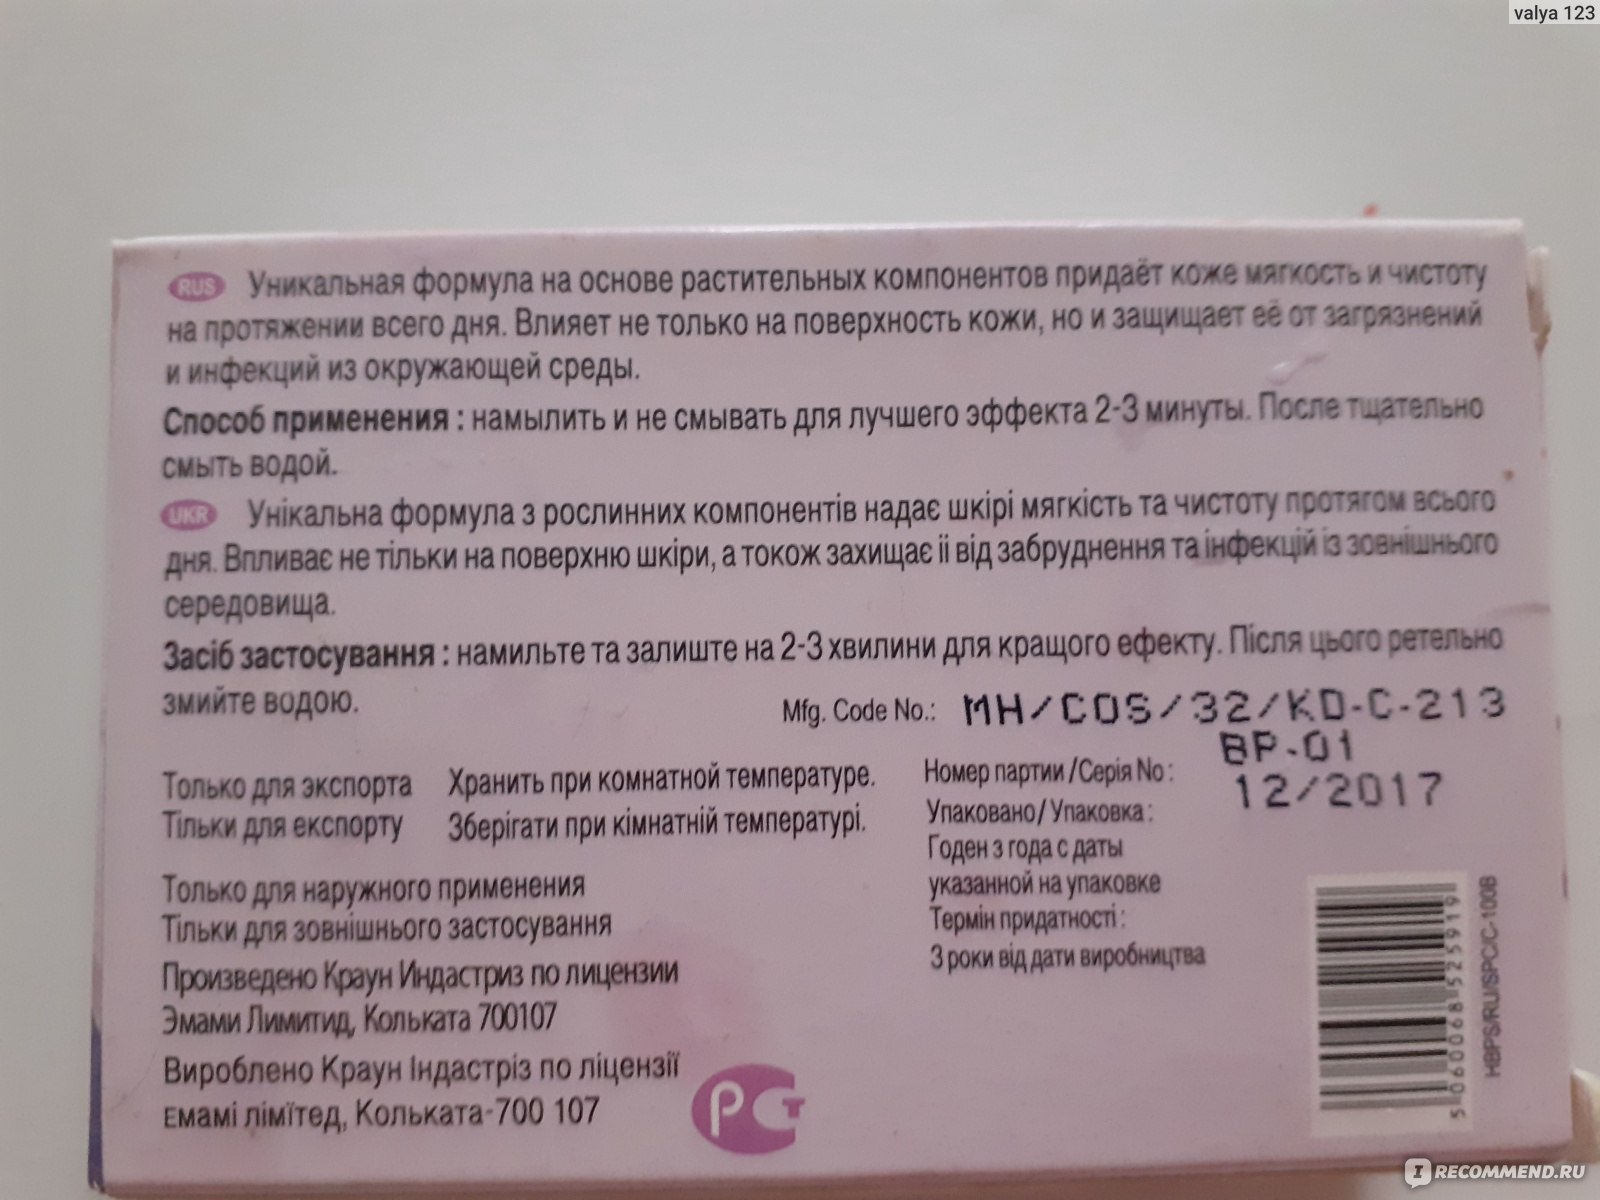 valya 123
RUS Уникальная формула на основе растительных компонентов придаёт коже мягкость и чистоту
на протяжении всего дня. Влияет не только на поверхность кожи, но и защищает её от загрязнений
и инфекций из окружающей среды.
Способ применения : намылить и не смывать для лучшего эффекта 2-3 минуты. После тщательно
смыть водой.
UKR Унікальна формула з рослинних компонентів надає шкірі мягкість та чистоту протягом всього
дня. Впливає не тільки на поверхню шкіри, а токож захищає іі від забруднення та інфекцій із зовнішнього
середовища.
Засіб застосування : намильте та залиште на 2-3 хвилини для кращого ефекту. Після цього ретельно
змийте водою.
Mfg. Code No.: MH/COS/32/KD-C-213
Номер партии /Серія No : BP-01
Упаковано/ Упаковка : 12/2017
Годен 3 года с даты
указанной на упаковке
Термін придатності :
3 роки від дати виробництва
Только для экспорта Хранить при комнатной температуре.
Тільки для експорту Зберігати при кімнатній температурі.
Только для наружного применения
Тільки для зовнішнього застосування
Произведено Краун Индастриз по лицензии
Эмами Лимитид, Кольката 700107
Вироблено Краун Індастріз по ліцензії
Емамі лімітед, Кольката-700 107
РСТ
5 060068 525919
HBPS/RU/SPC/C-100B
IRECOMMEND.RU